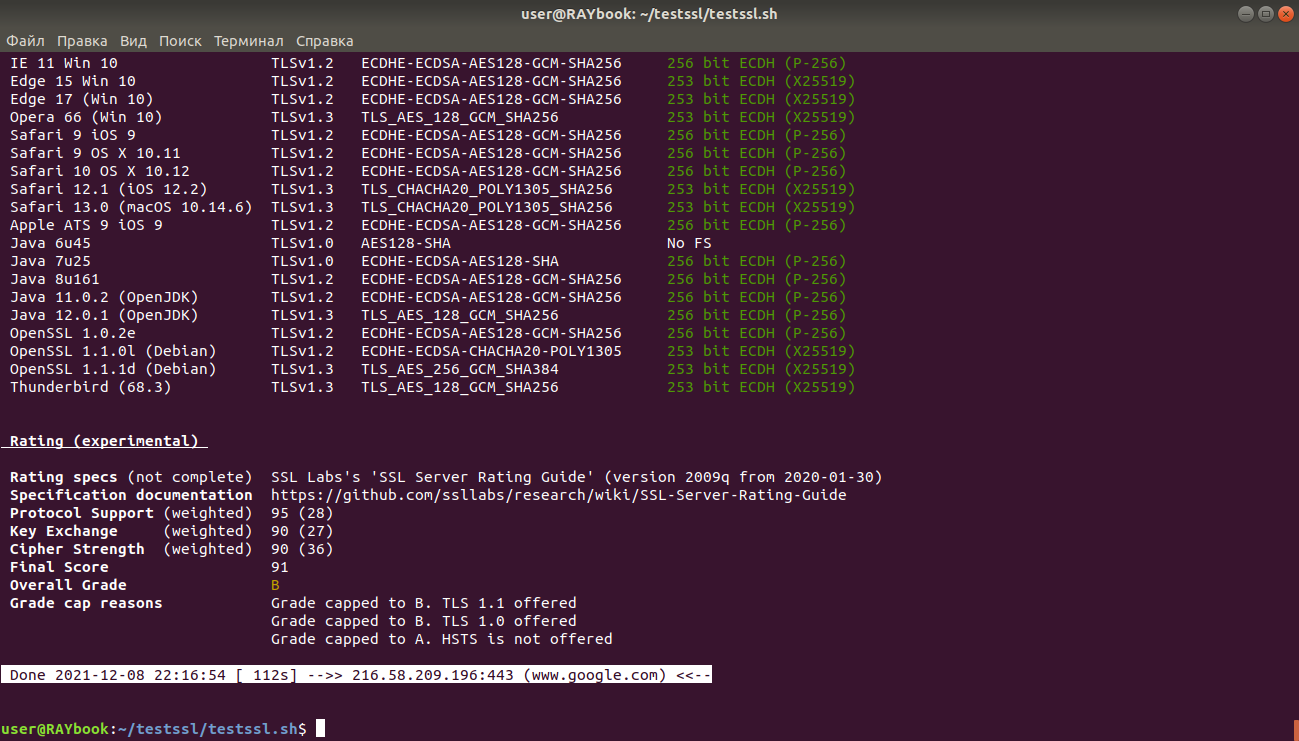 user@RAYbook: ~/testssl/testssl.sh
Файл Правка Вид Поиск Терминал Справка
IE 11 Win 10 TLSv1.2 ECDHE-ECDSA-AES128-GCM-SHA256 256 bit ECDH (P-256)
Edge 15 Win 10 TLSv1.2 ECDHE-ECDSA-AES128-GCM-SHA256 253 bit ECDH (X25519)
Edge 17 (Win 10) TLSv1.2 ECDHE-ECDSA-AES128-GCM-SHA256 253 bit ECDH (X25519)
Opera 66 (Win 10) TLSv1.3 TLS_AES_128_GCM_SHA256 253 bit ECDH (X25519)
Safari 9 iOS 9 TLSv1.2 ECDHE-ECDSA-AES128-GCM-SHA256 256 bit ECDH (P-256)
Safari 9 OS X 10.11 TLSv1.2 ECDHE-ECDSA-AES128-GCM-SHA256 256 bit ECDH (P-256)
Safari 10 OS X 10.12 TLSv1.2 ECDHE-ECDSA-AES128-GCM-SHA256 256 bit ECDH (P-256)
Safari 12.1 (iOS 12.2) TLSv1.3 TLS_CHACHA20_POLY1305_SHA256 253 bit ECDH (X25519)
Safari 13.0 (macOS 10.14.6) TLSv1.3 TLS_CHACHA20_POLY1305_SHA256 253 bit ECDH (X25519)
Apple ATS 9 iOS 9 TLSv1.2 ECDHE-ECDSA-AES128-GCM-SHA256 256 bit ECDH (P-256)
Java 6u45 TLSv1.0 AES128-SHA No FS
Java 7u25 TLSv1.0 ECDHE-ECDSA-AES128-SHA 256 bit ECDH (P-256)
Java 8u161 TLSv1.2 ECDHE-ECDSA-AES128-GCM-SHA256 256 bit ECDH (P-256)
Java 11.0.2 (OpenJDK) TLSv1.2 ECDHE-ECDSA-AES128-GCM-SHA256 256 bit ECDH (P-256)
Java 12.0.1 (OpenJDK) TLSv1.3 TLS_AES_128_GCM_SHA256 256 bit ECDH (P-256)
OpenSSL 1.0.2e TLSv1.2 ECDHE-ECDSA-AES128-GCM-SHA256 256 bit ECDH (P-256)
OpenSSL 1.1.0l (Debian) TLSv1.2 ECDHE-ECDSA-CHACHA20-POLY1305 253 bit ECDH (X25519)
OpenSSL 1.1.1d (Debian) TLSv1.3 TLS_AES_256_GCM_SHA384 253 bit ECDH (X25519)
Thunderbird (68.3) TLSv1.3 TLS_AES_128_GCM_SHA256 253 bit ECDH (X25519)
Rating (experimental)
Rating specs (not complete) SSL Labs's 'SSL Server Rating Guide' (version 2009q from 2020-01-30)
Specification documentation https://github.com/ssllabs/research/wiki/SSL-Server-Rating-Guide
Protocol Support (weighted) 95 (28)
Key Exchange (weighted) 90 (27)
Cipher Strength (weighted) 90 (36)
Final Score 91
Overall Grade B
Grade cap reasons Grade capped to B. TLS 1.1 offered
Grade capped to B. TLS 1.0 offered
Grade capped to A. HSTS is not offered
Done 2021-12-08 22:16:54 [ 112s] -->> 216.58.209.196:443 (www.google.com) <<--
user@RAYbook:~/testssl/testssl.sh$